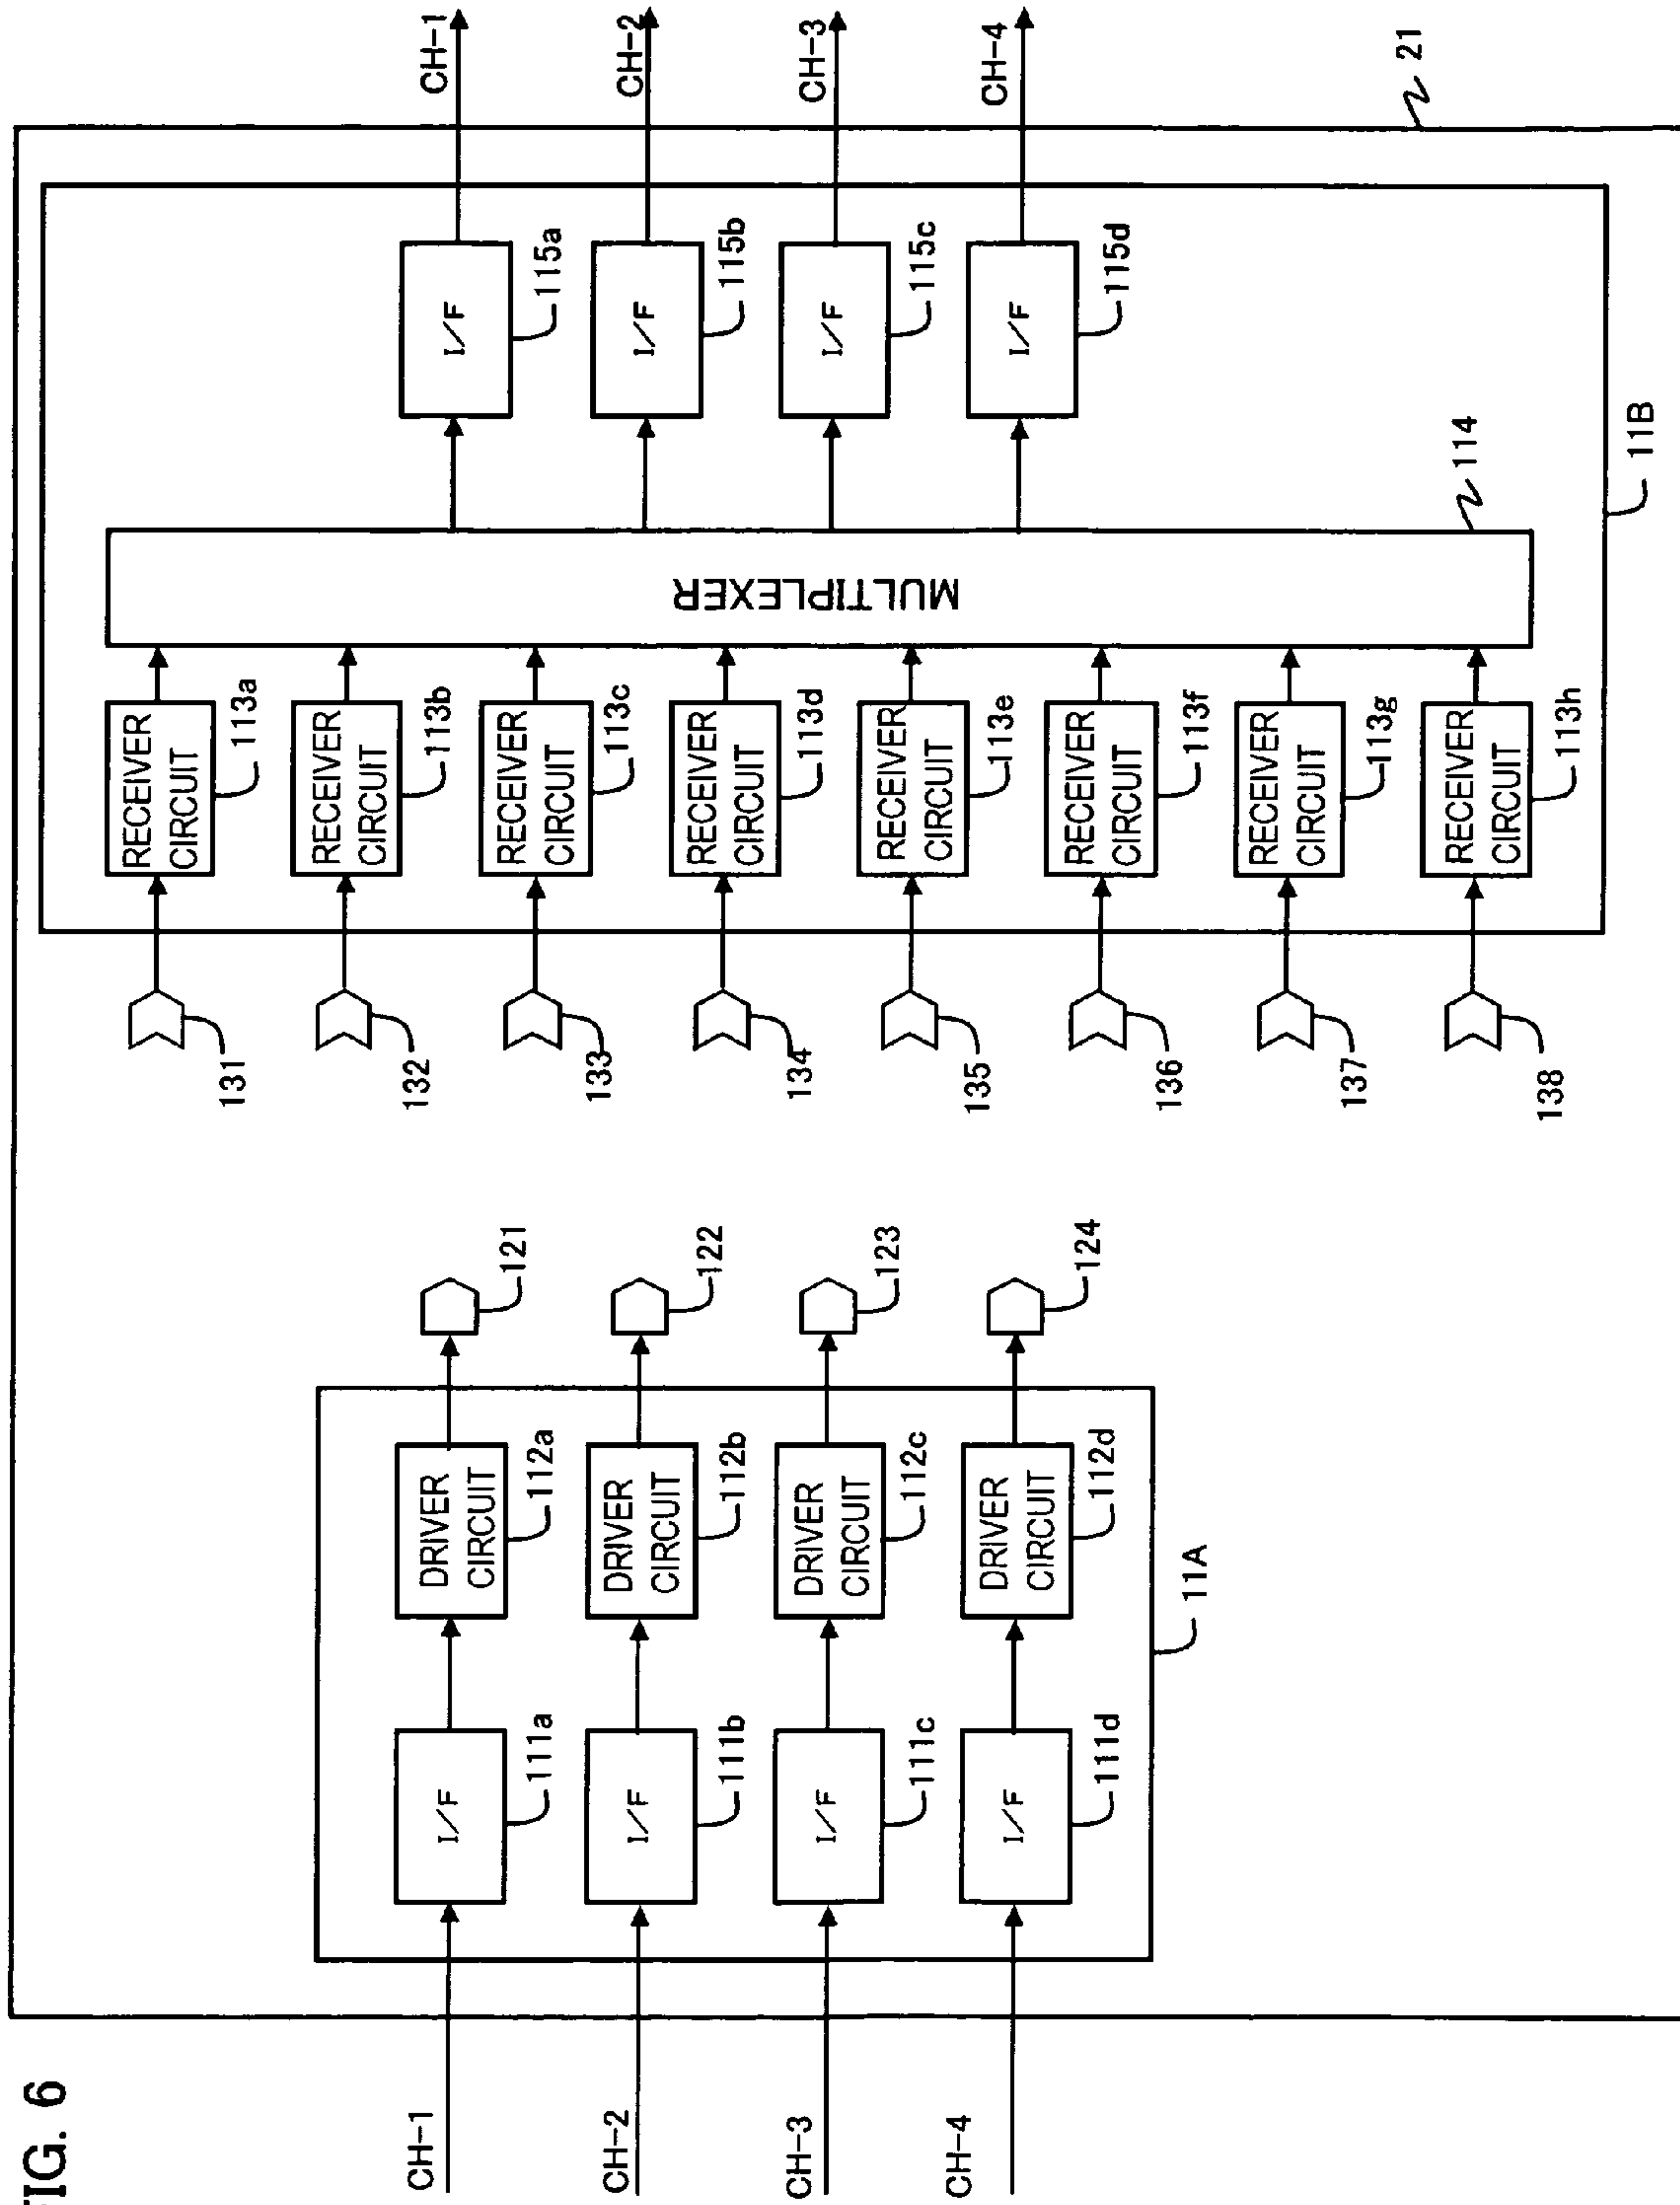 FIG. 6
CH-1
CH-2
CH-3
CH-4
I/F
111a
I/F
111b
I/F
111c
I/F
111d
DRIVER
CIRCUIT
112a
DRIVER
CIRCUIT
112b
DRIVER
CIRCUIT
112c
DRIVER
CIRCUIT
112d
11A
121
122
123
124
131
132
133
134
135
136
137
138
RECEIVER
CIRCUIT
113a
RECEIVER
CIRCUIT
113b
RECEIVER
CIRCUIT
113c
RECEIVER
CIRCUIT
113d
RECEIVER
CIRCUIT
113e
RECEIVER
CIRCUIT
113f
RECEIVER
CIRCUIT
113g
RECEIVER
CIRCUIT
113h
MULTIPLEXER
114
I/F
115a
I/F
115b
I/F
115c
I/F
115d
11B
CH-1
CH-2
CH-3
CH-4
21